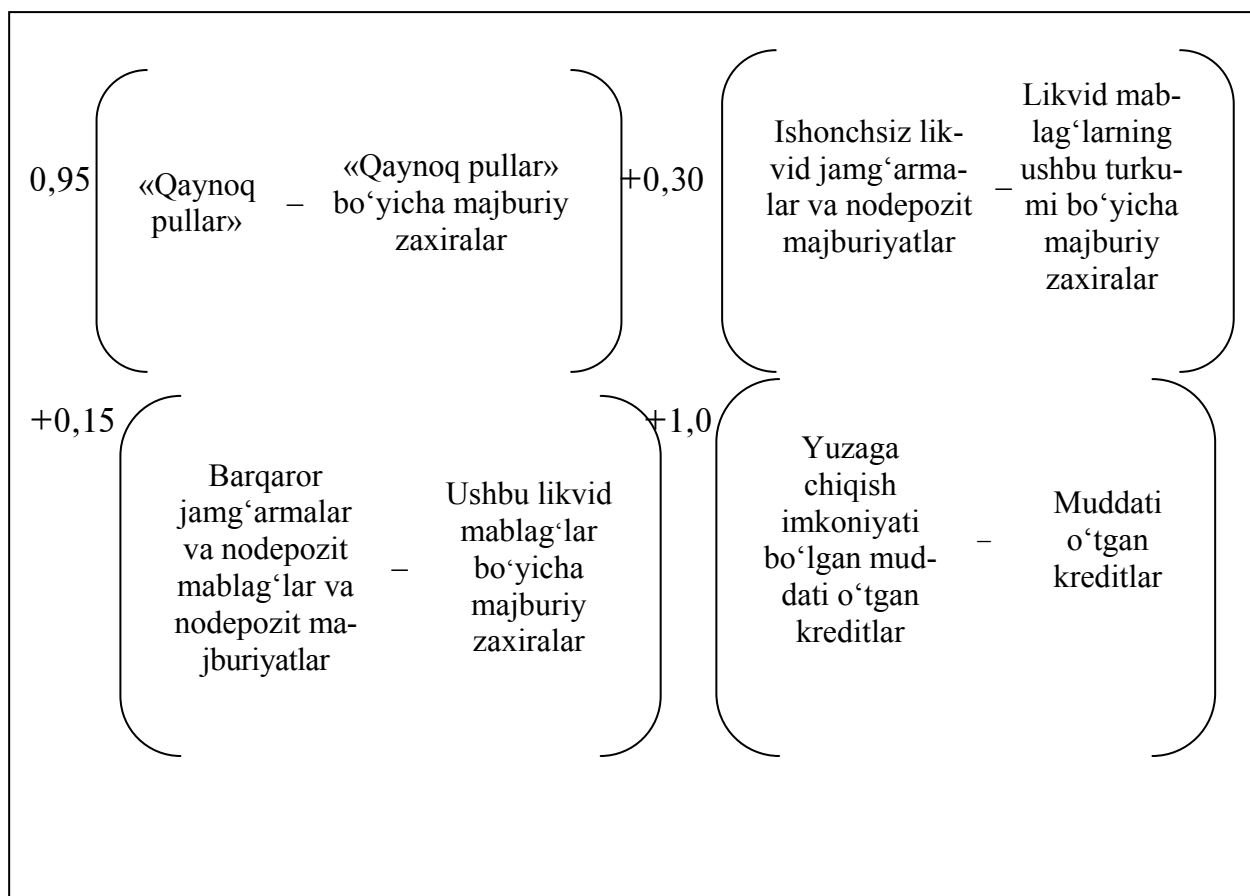 0,95
«Qaynoq
pullar»
–
«Qaynoq pullar»
bo‘yicha majburiy
zaxiralar
+0,30
Ishonchsiz lik-
vid jamg‘arma-
lar va nodepozit
majburiyatlar
–
Likvid mab-
lag‘larning
ushbu turku-
mi bo‘yicha
majburiy
zaxiralar
+0,15
Barqaror
jamg‘armalar
va nodepozit
mablag‘lar va
nodepozit ma-
jburiyatlar
–
Ushbu likvid
mablag‘lar
bo‘yicha
majburiy
zaxiralar
+1,0
Yuzaga
chiqish
imkoniyati
bo‘lgan mud-
dati o‘tgan
kreditlar
–
Muddati
o‘tgan
kreditlar